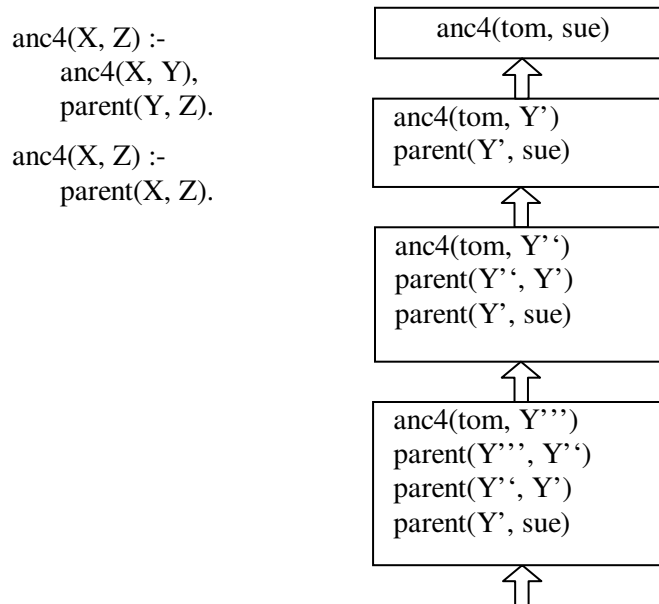 anc4(X, Z) :-
anc4(X, Y),
parent(Y, Z).
anc4(X, Z) :-
parent(X, Z).
anc4(tom, sue)
anc4(tom, Y’)
parent(Y’, sue)
anc4(tom, Y’‘)
parent(Y’‘, Y’)
parent(Y’, sue)
anc4(tom, Y’’’)
parent(Y’’’, Y’‘)
parent(Y’‘, Y’)
parent(Y’, sue)